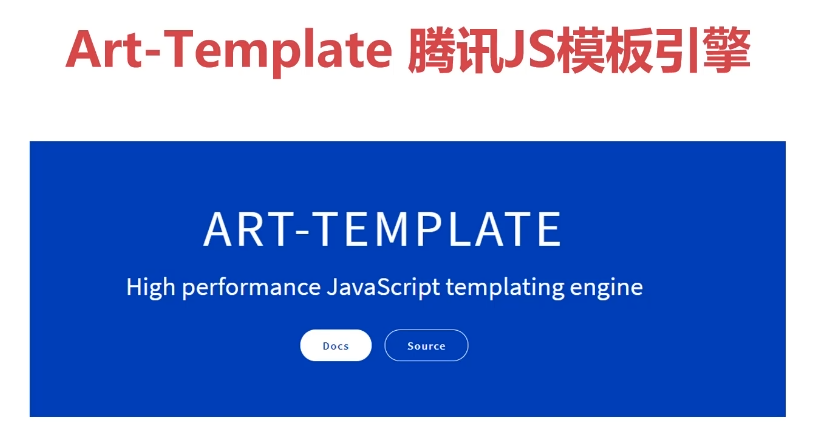 Art-Template 腾讯JS模板引擎
ART-TEMPLATE
High performance JavaScript templating engine
Docs
Source